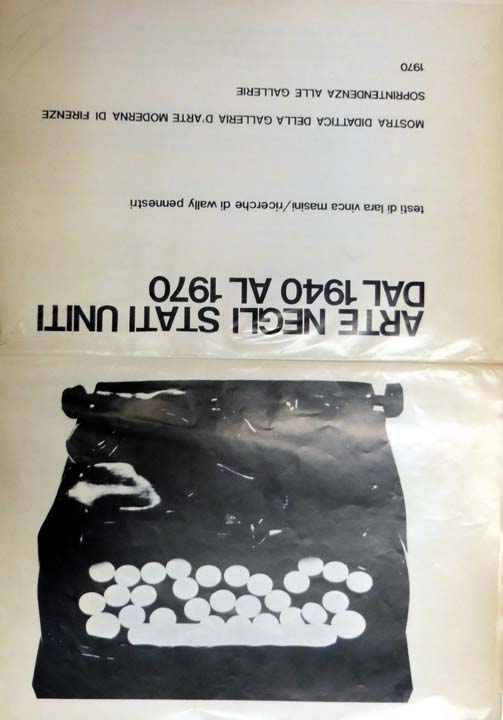 ARTE NEGLI STATI UNITI
DAL 1940 AL 1970
testi di lara vinca masini/ricerche di wally pennestri
MOSTRA DIDATTICA DELLA GALLERIA D'ARTE MODERNA DI FIRENZE
SOPRINTENDENZA ALLE GALLERIE
1970